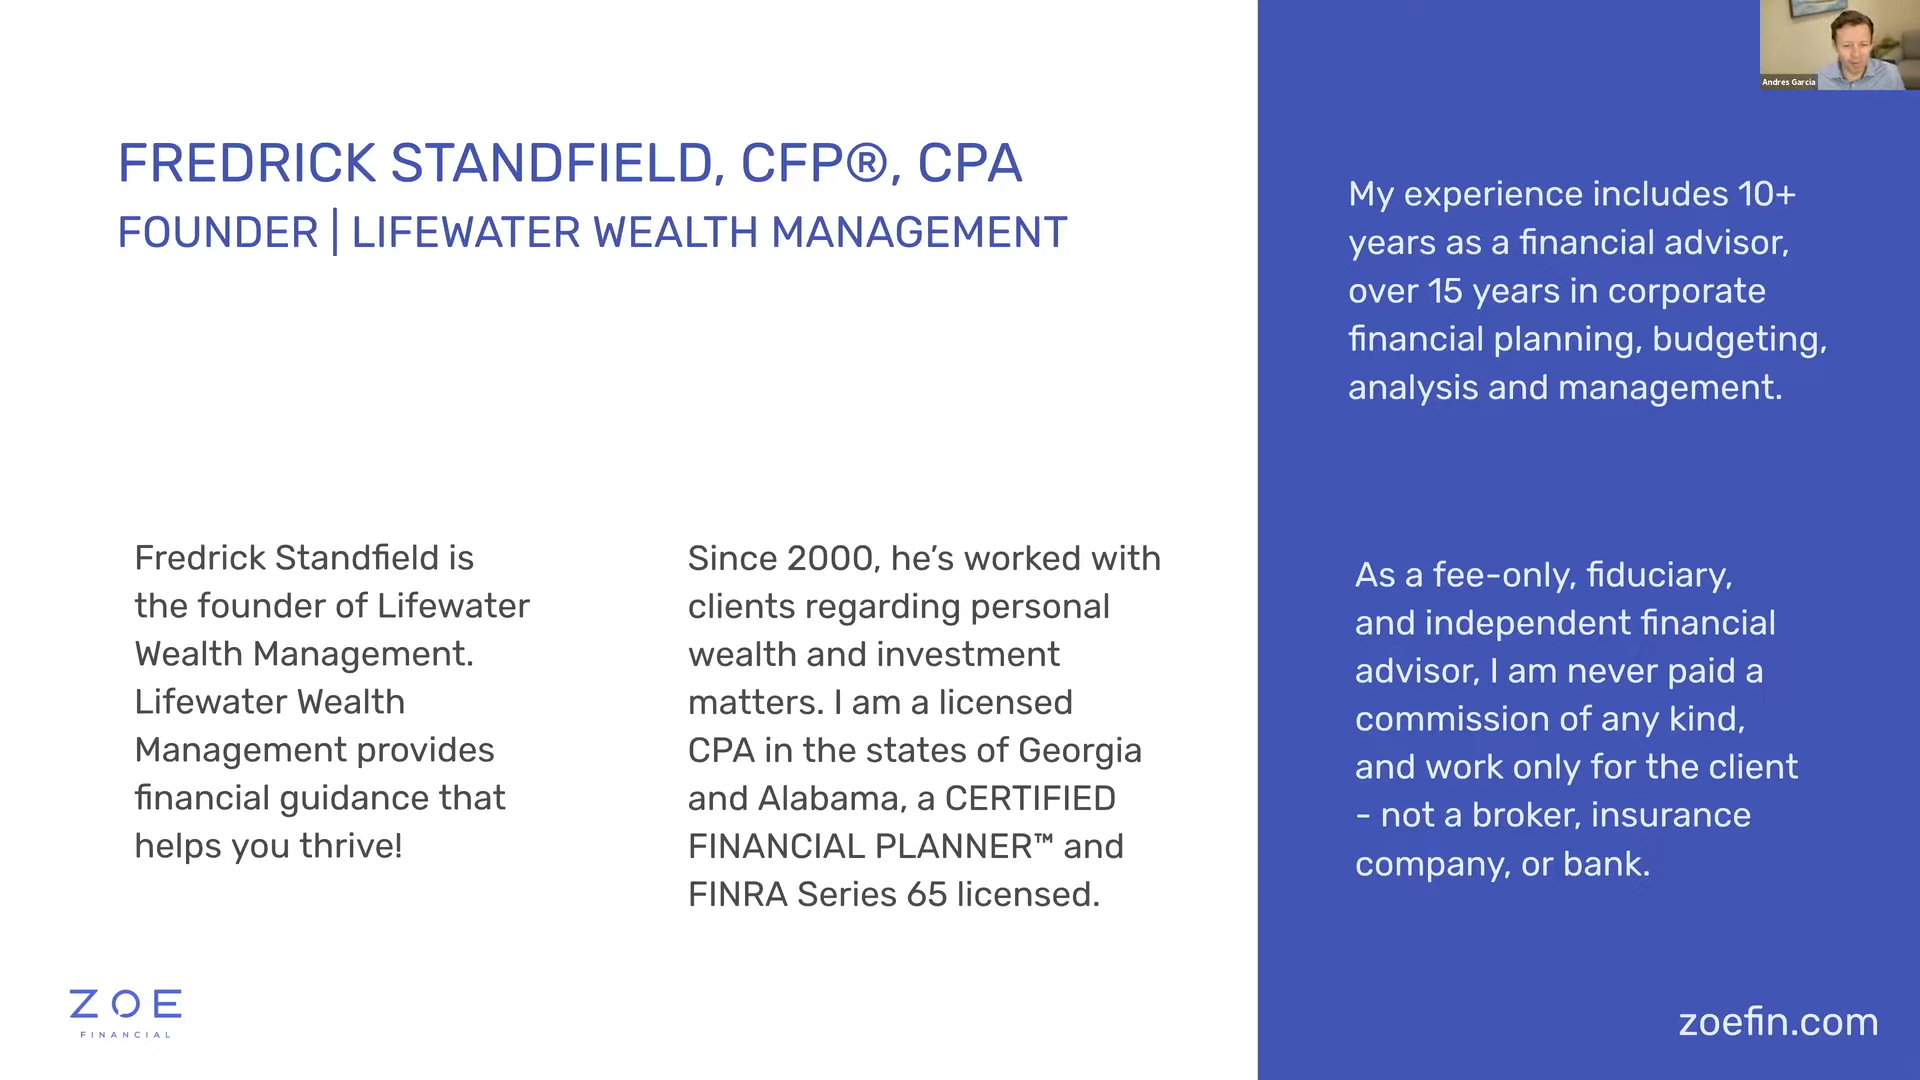 FREDRICK STANDFIELD, CFP®, CPA
FOUNDER | LIFEWATER WEALTH MANAGEMENT
Fredrick Standfield is
the founder of Lifewater
Wealth Management.
Lifewater Wealth
Management provides
financial guidance that
helps you thrive!
Since 2000, he’s worked with
clients regarding personal
wealth and investment
matters. I am a licensed
CPA in the states of Georgia
and Alabama, a CERTIFIED
FINANCIAL PLANNER™ and
FINRA Series 65 licensed.
ZOE
FINANCIAL
Andres Garcia
My experience includes 10+
years as a financial advisor,
over 15 years in corporate
financial planning, budgeting,
analysis and management.
As a fee-only, fiduciary,
and independent financial
advisor, I am never paid a
commission of any kind,
and work only for the client
- not a broker, insurance
company, or bank.
zoefin.com